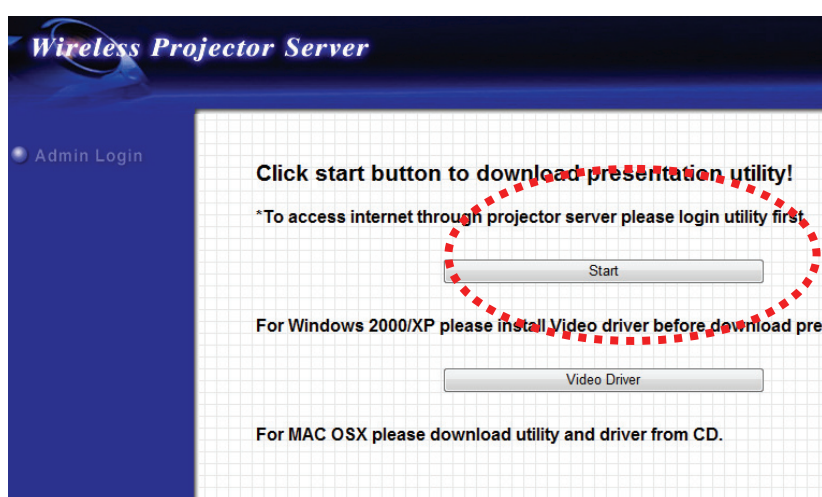 Wireless Projector Server
Admin Login
Click start button to download presentation utility!
*To access internet through projector server please login utility first
Start
For Windows 2000/XP please install Video driver before download pre
Video Driver
For MAC OSX please download utility and driver from CD.